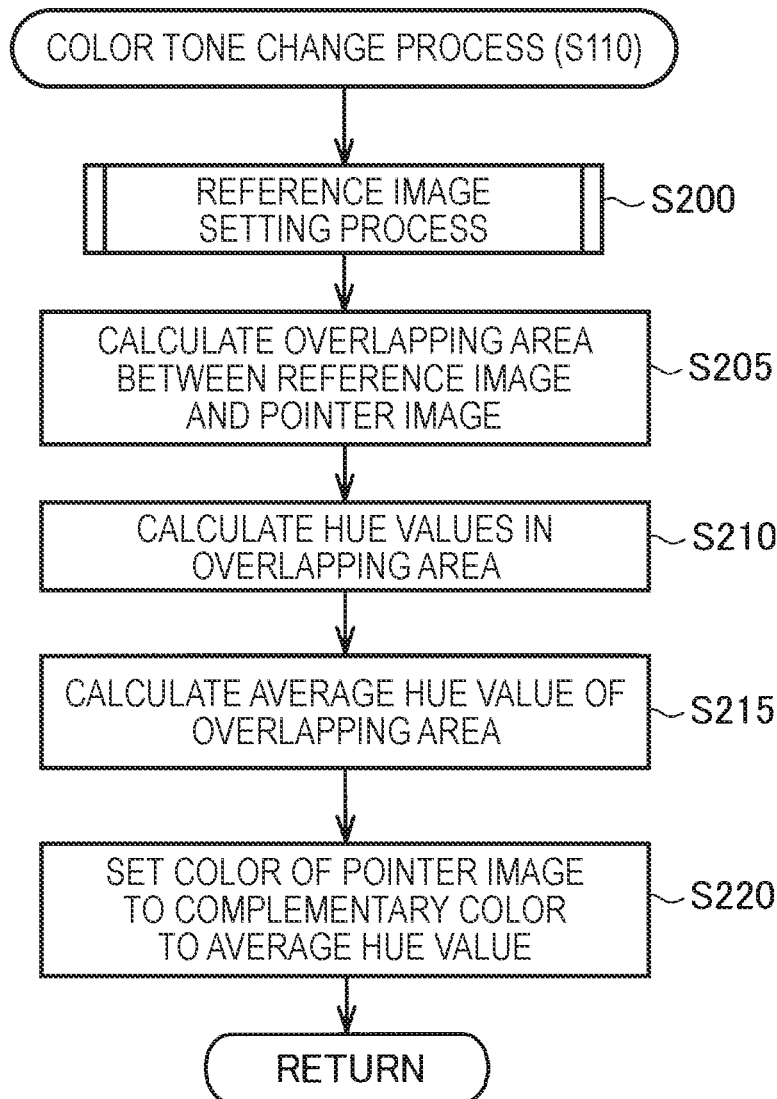 COLOR TONE CHANGE PROCESS (S110)
REFERENCE IMAGE
SETTING PROCESS
S200
CALCULATE OVERLAPPING AREA
BETWEEN REFERENCE IMAGE
AND POINTER IMAGE
S205
CALCULATE HUE VALUES IN
OVERLAPPING AREA
S210
CALCULATE AVERAGE HUE VALUE OF
OVERLAPPING AREA
S215
SET COLOR OF POINTER IMAGE
TO COMPLEMENTARY COLOR
TO AVERAGE HUE VALUE
S220
RETURN